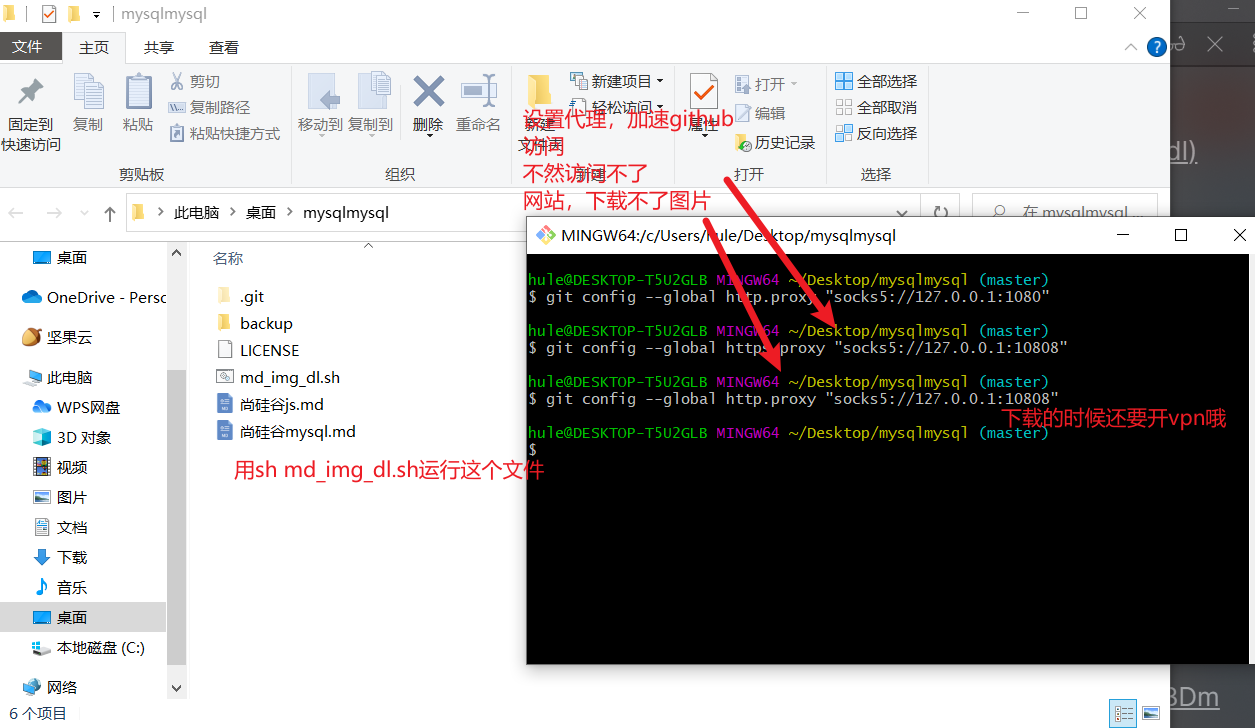 mysqlmysql
文件 主页 共享 查看
固定到快速访问
复制
粘贴
剪切
复制路径
粘贴快捷方式
剪贴板
移动到
复制到
删除
重命名
组织
新建项目
轻松访问
新建
文件夹
新建
属性
打开
编辑
历史记录
打开
全部选择
全部取消
反向选择
选择
设置代理，加速github
访问
不然访问不了
网站，下载不了图片
此电脑 桌面 mysqlmysql
在 mysqlmysql ...
dl)
桌面
OneDrive - Persc
坚果云
此电脑
WPS网盘
3D 对象
视频
图片
文档
下载
音乐
桌面
本地磁盘 (C:)
网络
6 个项目
名称
.git
backup
LICENSE
md_img_dl.sh
尚硅谷js.md
尚硅谷mysql.md
用sh md_img_dl.sh运行这个文件
MINGW64:/c/Users/hule/Desktop/mysqlmysql
hule@DESKTOP-T5U2GLB MINGW64 ~/Desktop/mysqlmysql (master)
$ git config --global http.proxy "socks5://127.0.0.1:1080"
hule@DESKTOP-T5U2GLB MINGW64 ~/Desktop/mysqlmysql (master)
$ git config --global https.proxy "socks5://127.0.0.1:10808"
hule@DESKTOP-T5U2GLB MINGW64 ~/Desktop/mysqlmysql (master)
$ git config --global http.proxy "socks5://127.0.0.1:10808"
下载的时候还要开vpn哦
hule@DESKTOP-T5U2GLB MINGW64 ~/Desktop/mysqlmysql (master)
$
3Dm